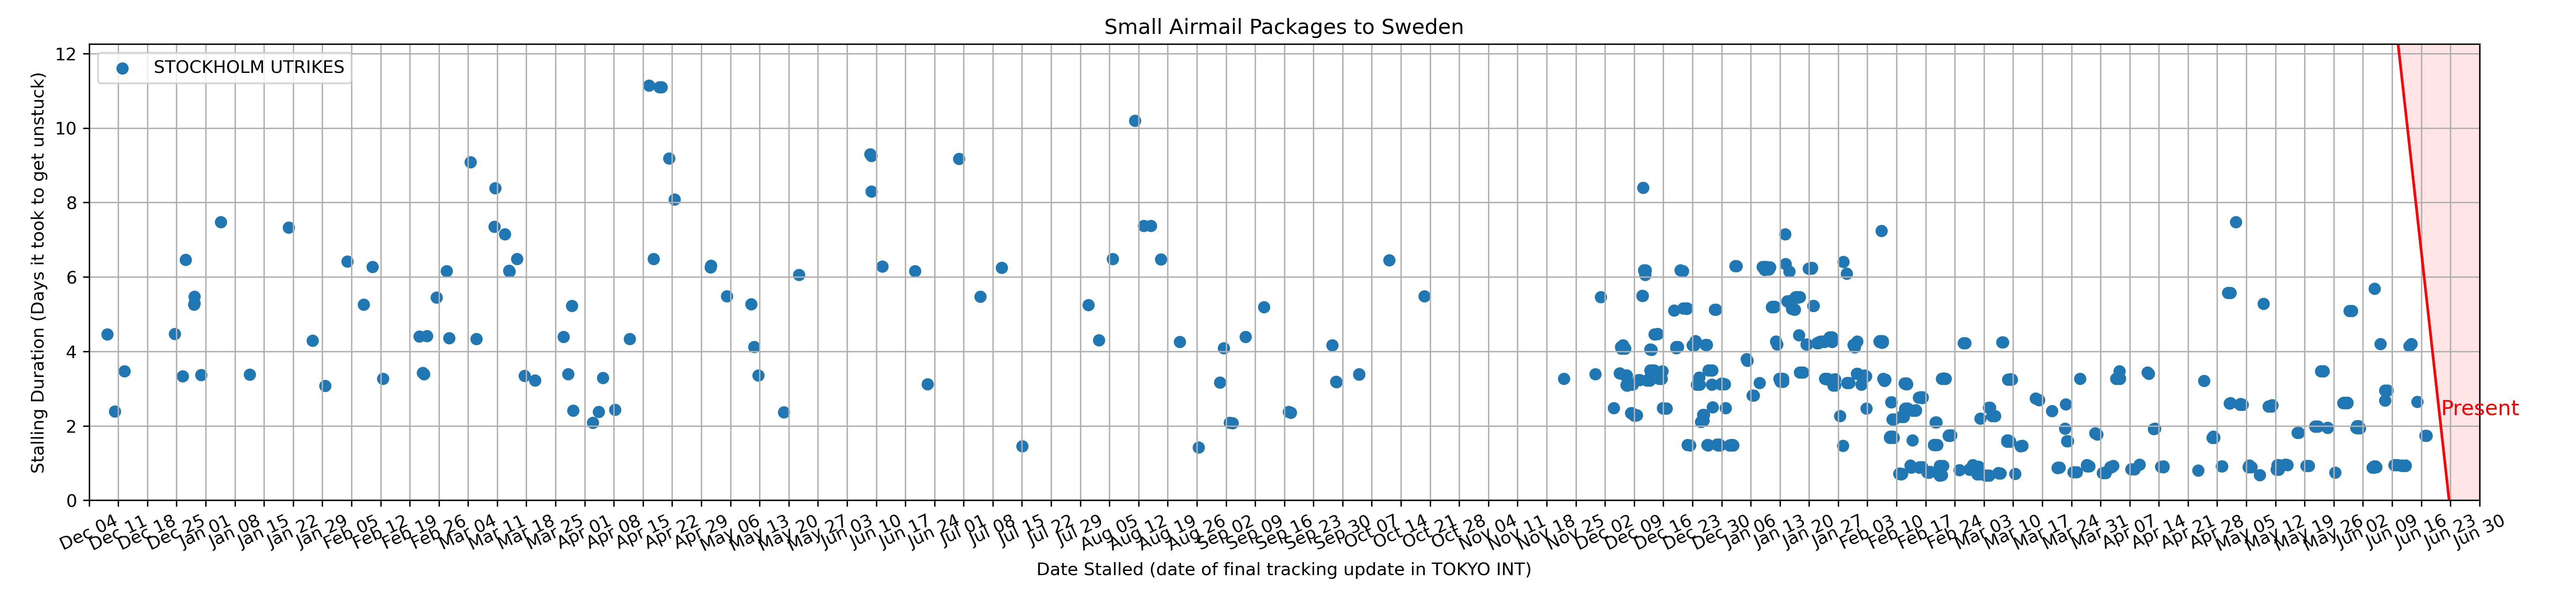 Small Airmail Packages to Sweden
STOCKHOLM UTRIKES
Stalling Duration (Days it took to get unstuck)
12
10
8
6
4
2
0
Present
Dec 04
Dec 11
Dec 18
Dec 25
Jan 01
Jan 08
Jan 15
Jan 22
Jan 29
Feb 05
Feb 12
Feb 19
Feb 26
Mar 04
Mar 11
Mar 18
Mar 25
Apr 01
Apr 08
Apr 15
Apr 22
Apr 29
May 06
May 13
May 20
May 27
Jun 03
Jun 10
Jun 17
Jun 24
Jul 01
Jul 08
Jul 15
Jul 22
Jul 29
Aug 05
Aug 12
Aug 19
Aug 26
Sep 02
Sep 09
Sep 16
Sep 23
Sep 30
Oct 07
Oct 14
Oct 21
Oct 28
Nov 04
Nov 11
Nov 18
Nov 25
Dec 02
Dec 09
Dec 16
Dec 23
Dec 30
Jan 06
Jan 13
Jan 20
Jan 27
Feb 03
Feb 10
Feb 17
Feb 24
Mar 03
Mar 10
Mar 17
Mar 24
Mar 31
Apr 07
Apr 14
Apr 21
Apr 28
May 05
May 12
May 19
May 26
Jun 02
Jun 09
Jun 16
Jun 23
Jun 30
Date Stalled (date of final tracking update in TOKYO INT)